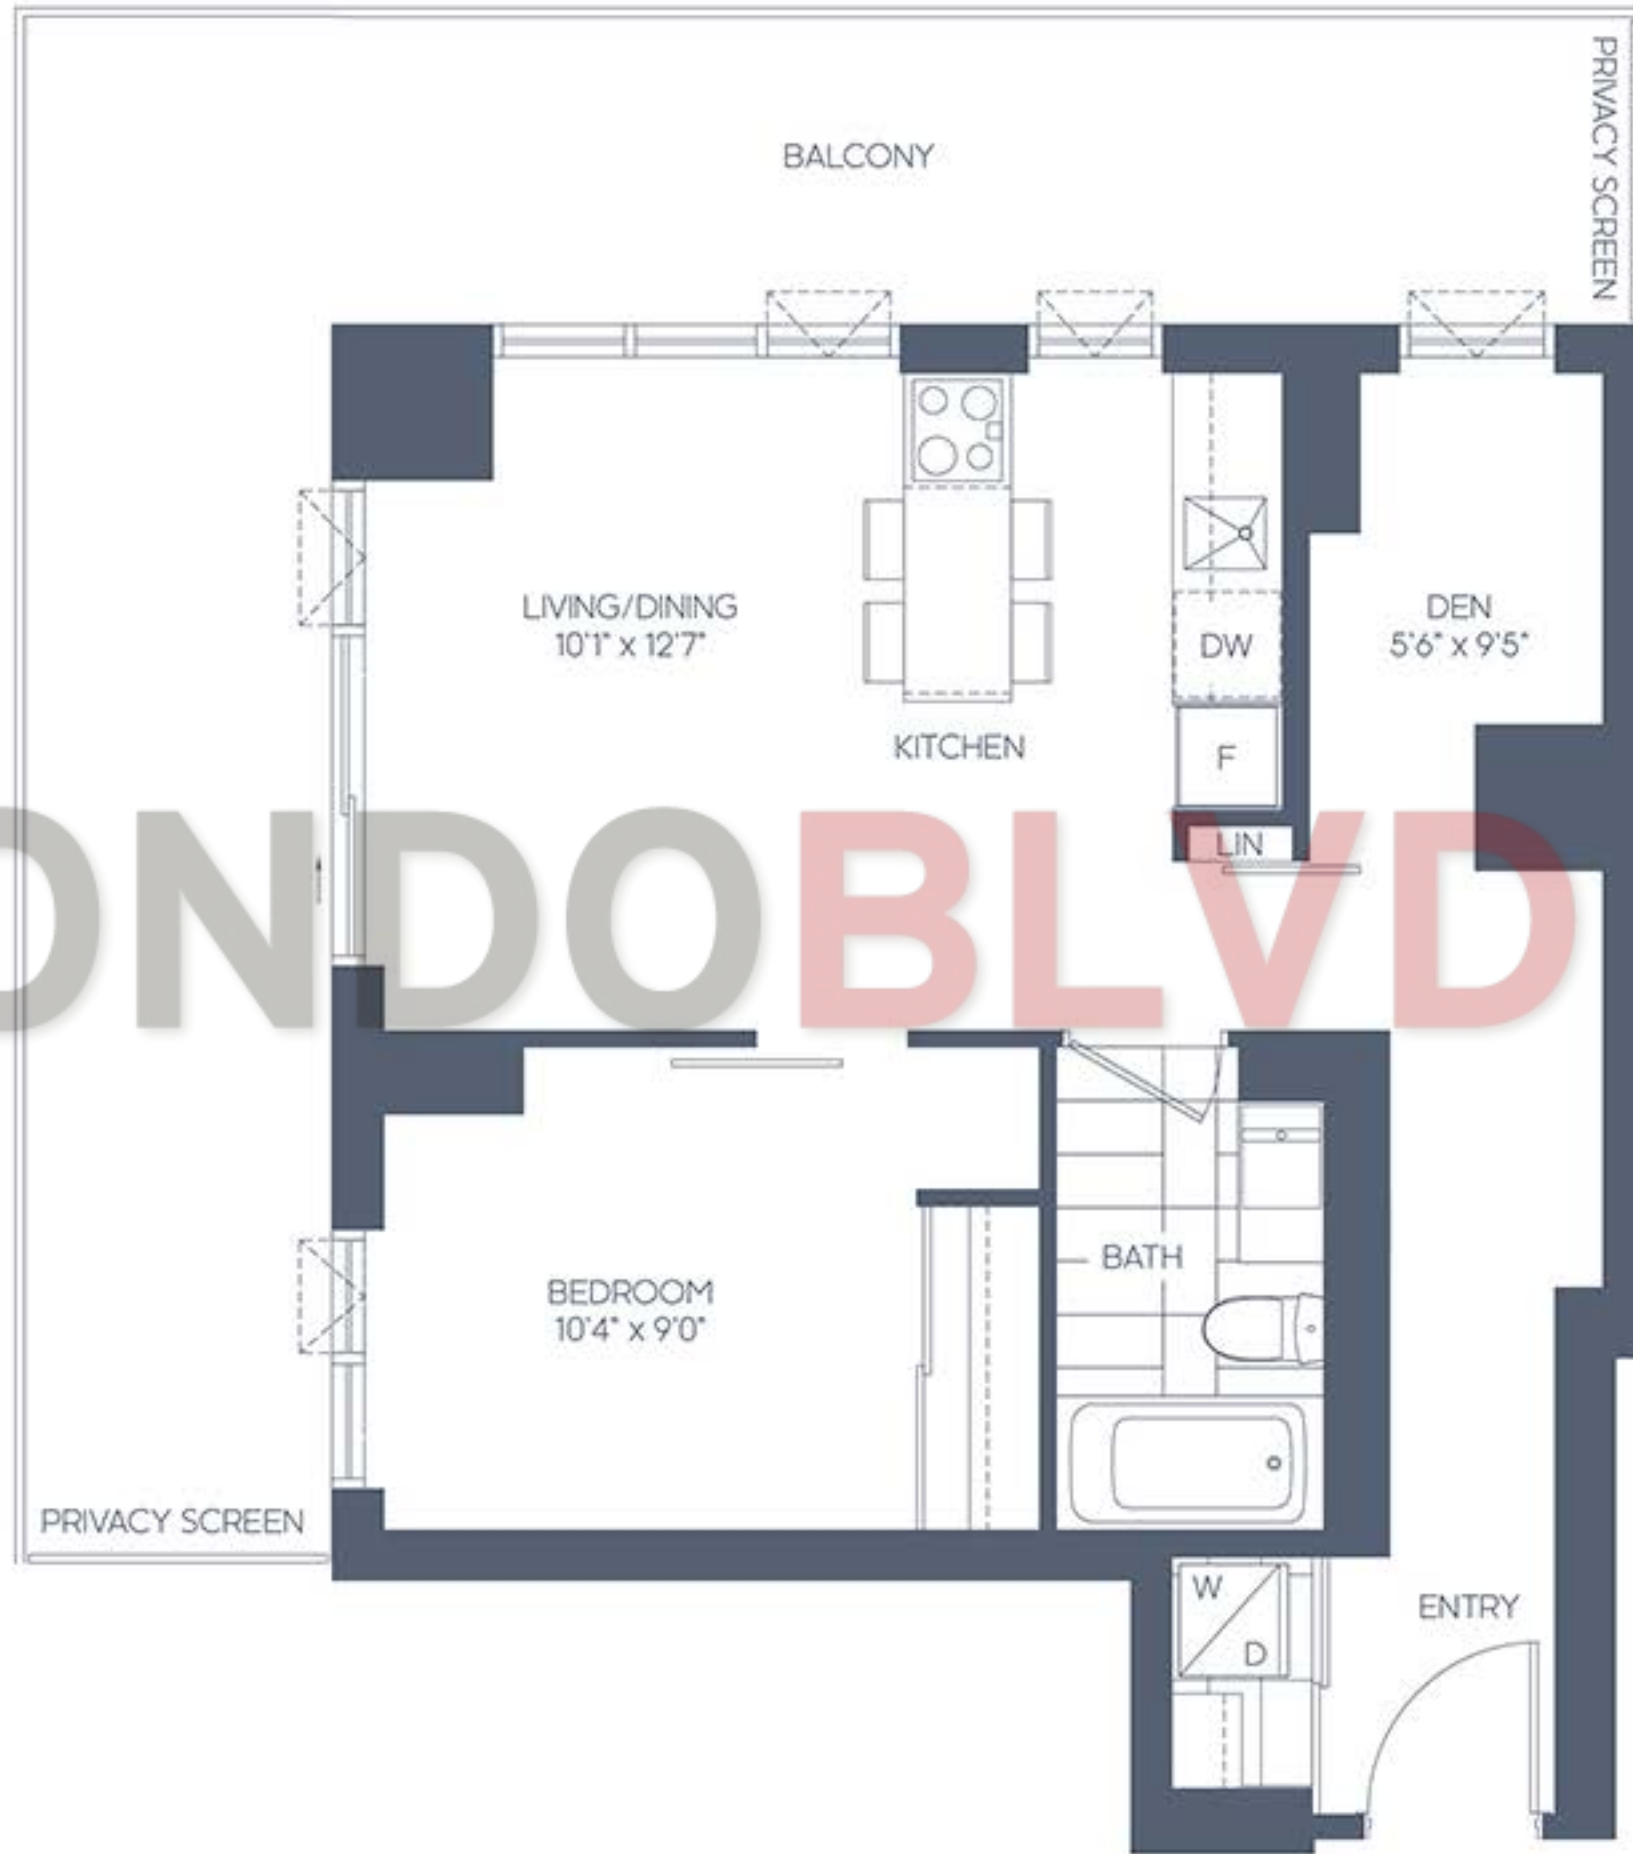 PRIVACY SCREEN
BALCONY
LIVING/DINING
10'1" x 12'7"
DW
DEN
5'6" x 9'5"
KITCHEN
F
LIN
ONDOBLVD
BATH
BEDROOM
10'4" x 9'0"
PRIVACY SCREEN
W
D
ENTRY